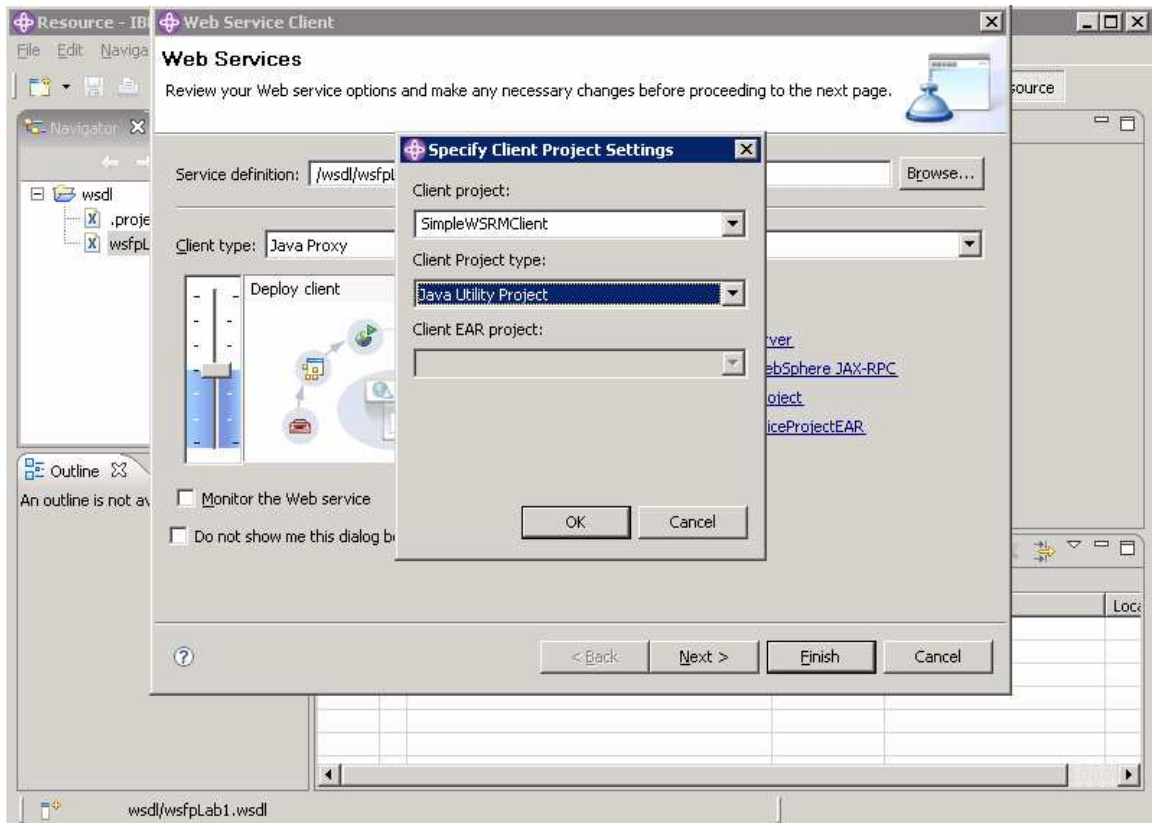 Resource - IB
Web Service Client
File Edit Naviga
Web Services
Review your Web service options and make any necessary changes before proceeding to the next page.
source
Navigator
Specify Client Project Settings
Service definition: /wsdl/wsfpL
Browse...
Client project:
SimpleWSRMClient
wsdl
.proje
wsfpL
Client type: Java Proxy
Client Project type:
Java Utility Project
Deploy client
Client EAR project:
rver
ebSphere JAX-RPC
oject
iceProjectEAR
Outline
An outline is not av
Monitor the Web service
Do not show me this dialog b
OK
Cancel
Loca
< Back
Next >
Finish
Cancel
wsdl/wsfpLab1.wsdl